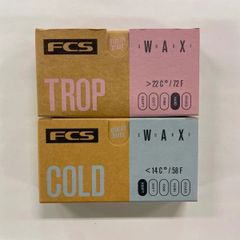 FCS
WAX
TROP
>22 C°/72 F
FCS
WAX
COLD
<14 C°/58 F